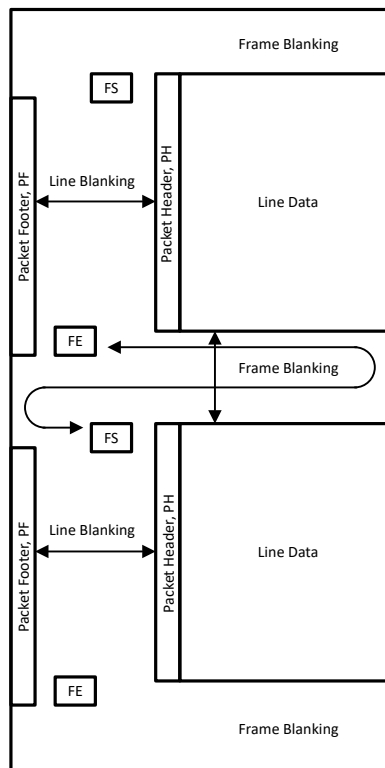 Frame Blanking
FS
Packet Footer, PF
Line Blanking
Packet Header, PH
Line Data
FE
Frame Blanking
FS
Packet Footer, PF
Line Blanking
Packet Header, PH
Line Data
FE
Frame Blanking